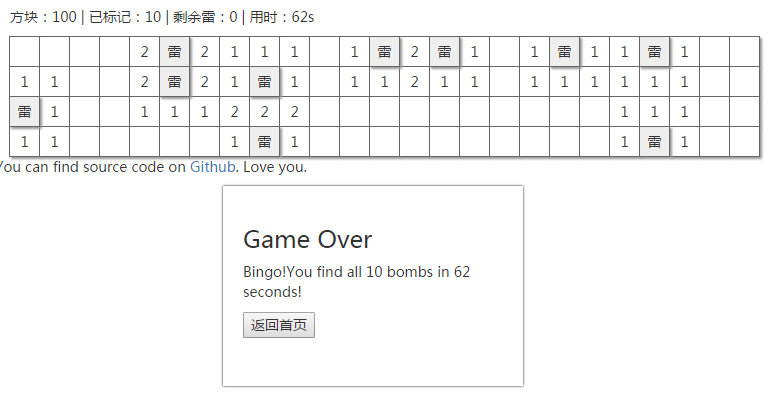 方块：100 | 已标记：10 | 剩余雷：0 | 用时：62s
2 雷 2 1 1 1 1 雷 2 雷 1 1 雷 1 1 雷 1
1 1 2 雷 2 1 雷 1 1 1 2 1 1 1 1 1 1 1 1
雷 1 1 1 1 2 2 2 1 1 1
1 1 1 雷 1 1 雷 1
You can find source code on Github. Love you.
Game Over
Bingo!You find all 10 bombs in 62
seconds!
返回首页